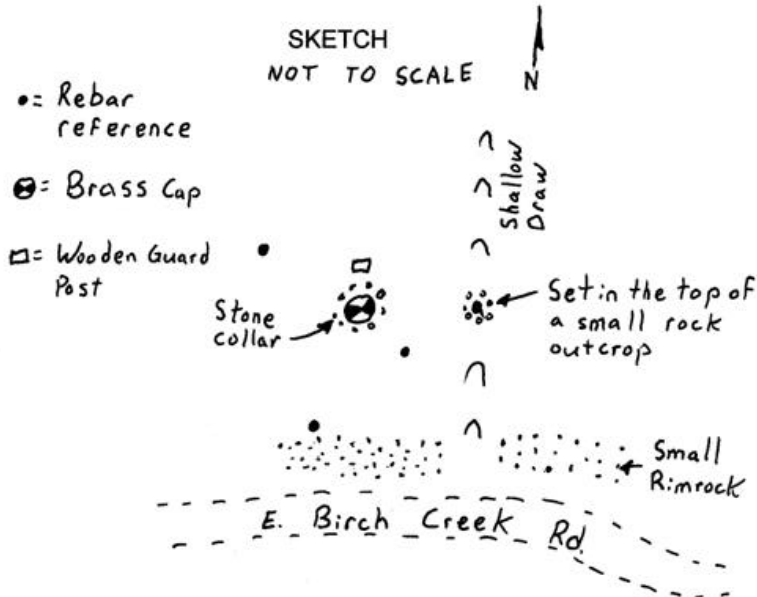 SKETCH
NOT TO SCALE
N
•= Rebar
reference
= Brass Cap
= Wooden Guard
Post
Shallow
Draw
Stone
collar
Set in the top of
a small rock
outcrop
Small
Rimrock
E. Birch Creek Rd.